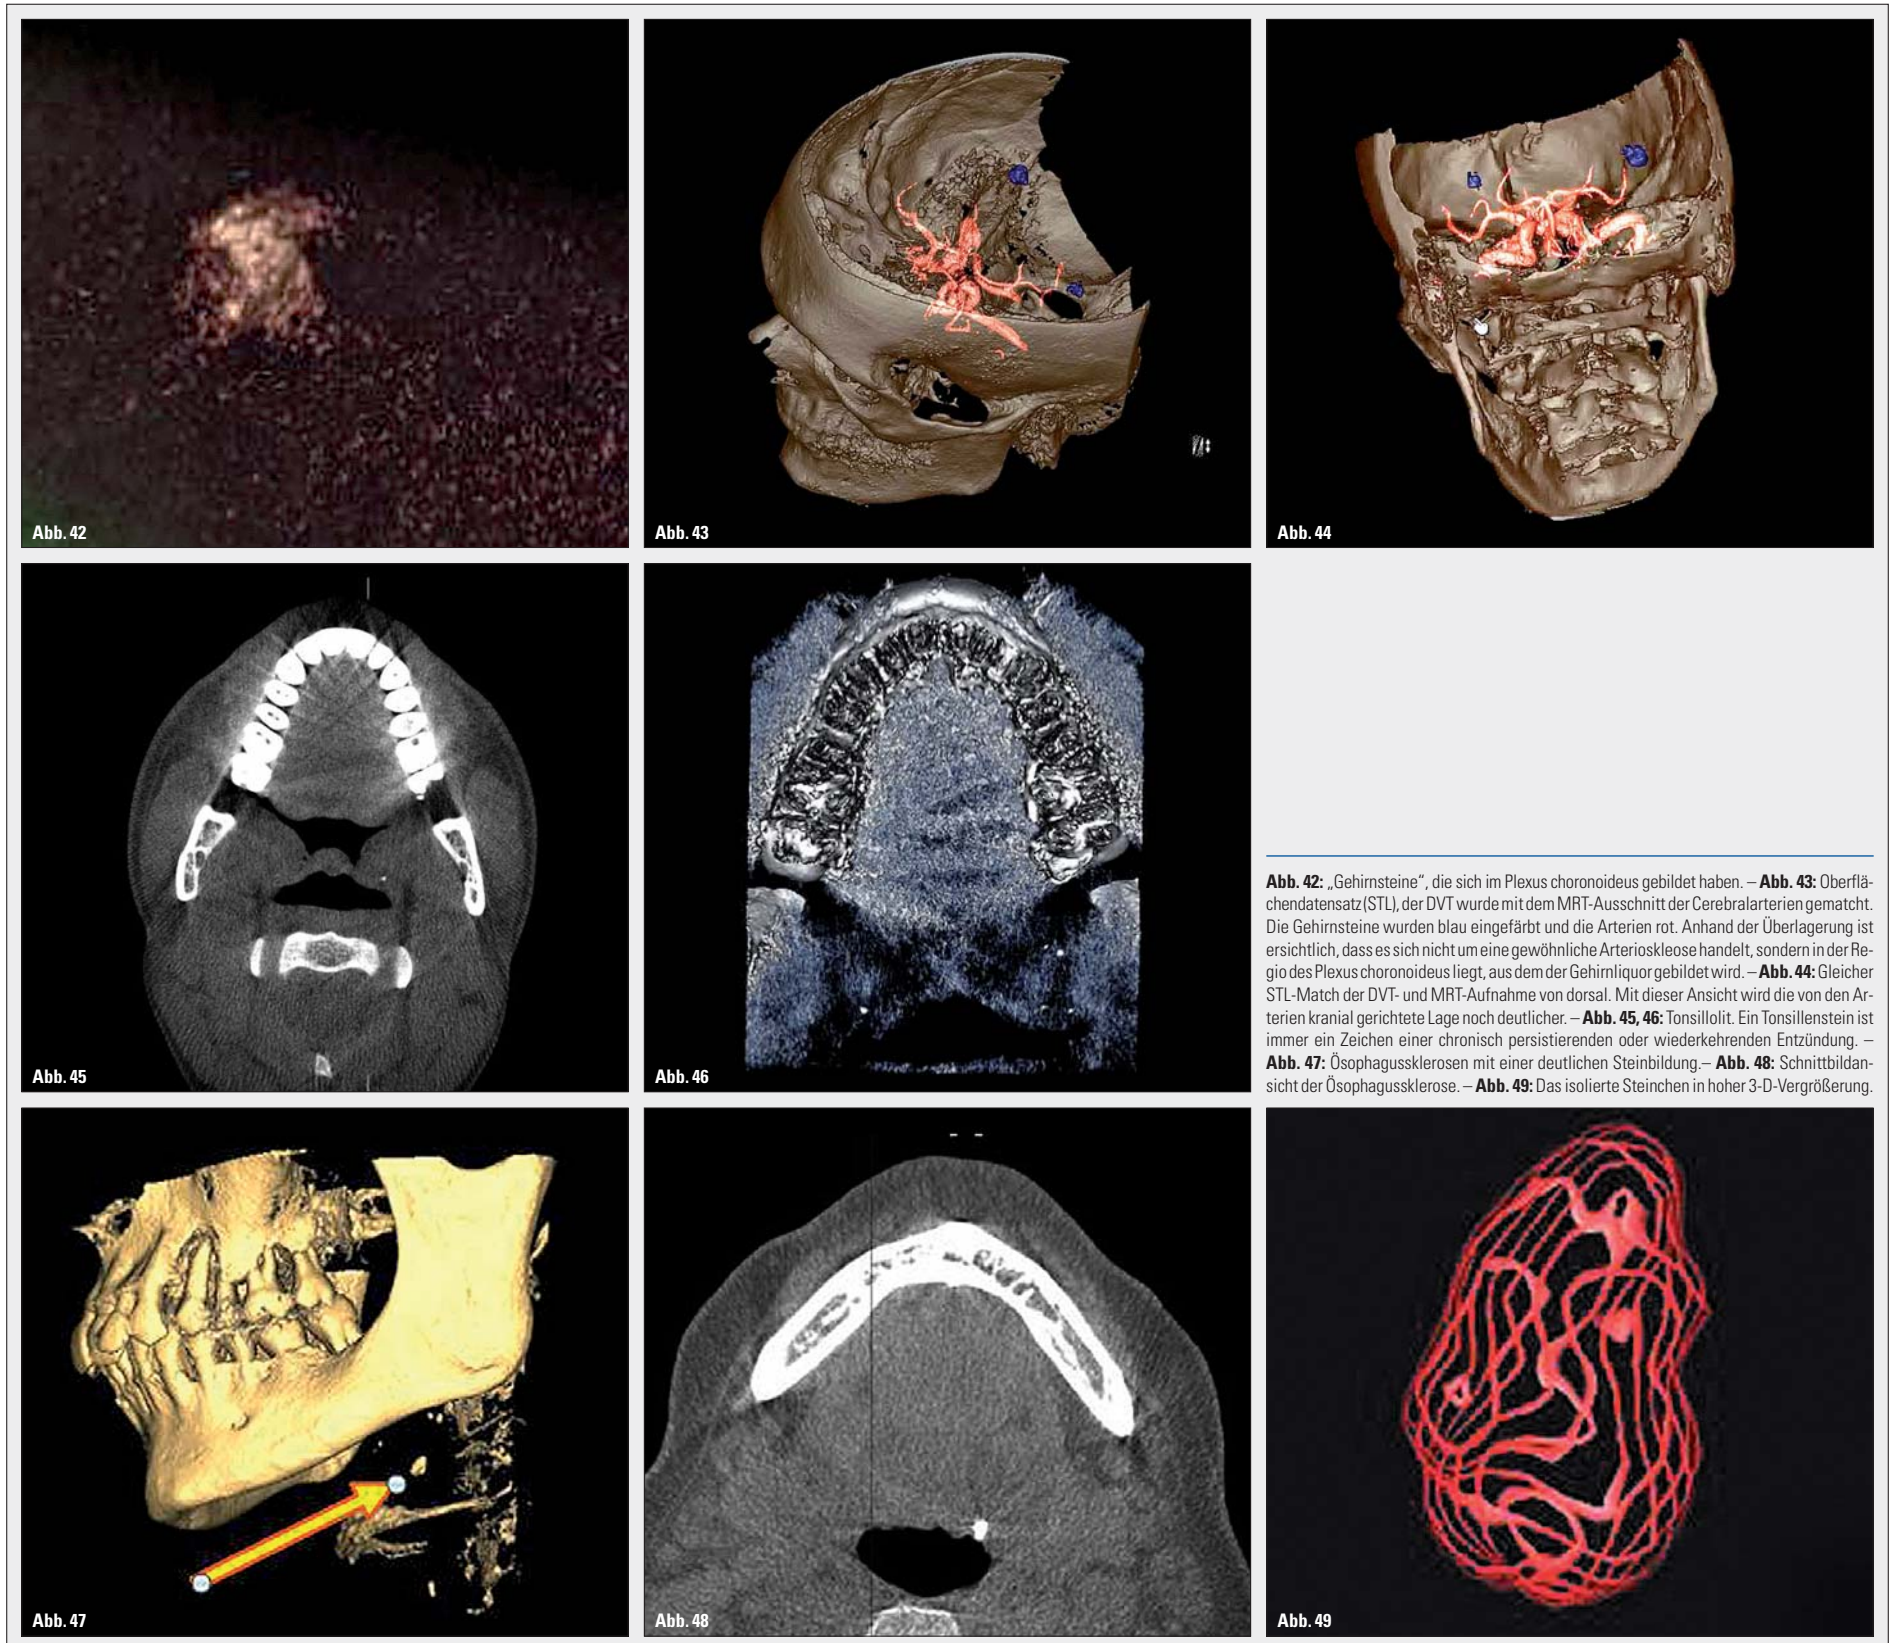 Abb. 42
Abb. 43
Abb. 44
Abb. 45
Abb. 46
Abb. 42: „Gehirnsteine“, die sich im Plexus choronoideus gebildet haben. – Abb. 43: Oberflä-
chendatensatz (STL), der DVT wurde mit dem MRT-Ausschnitt der Cerebralarterien gematcht.
Die Gehirnsteine wurden blau eingefärbt und die Arterien rot. Anhand der Überlagerung ist
ersichtlich, dass es sich nicht um eine gewöhnliche Arterioskleose handelt, sondern in der Re-
gio des Plexus choronoideus liegt, aus dem der Gehirnliquor gebildet wird. – Abb. 44: Gleicher
STL-Match der DVT- und MRT-Aufnahme von dorsal. Mit dieser Ansicht wird die von den Ar-
terien kranial gerichtete Lage noch deutlicher. – Abb. 45, 46: Tonsillolit. Ein Tonsillenstein ist
immer ein Zeichen einer chronisch persistierenden oder wiederkehrenden Entzündung. –
Abb. 47: Ösophagussklerosen mit einer deutlichen Steinbildung.– Abb. 48: Schnittbildan-
sicht der Ösophagussklerose. – Abb. 49: Das isolierte Steinchen in hoher 3-D-Vergrößerung.
Abb. 47
Abb. 48
Abb. 49